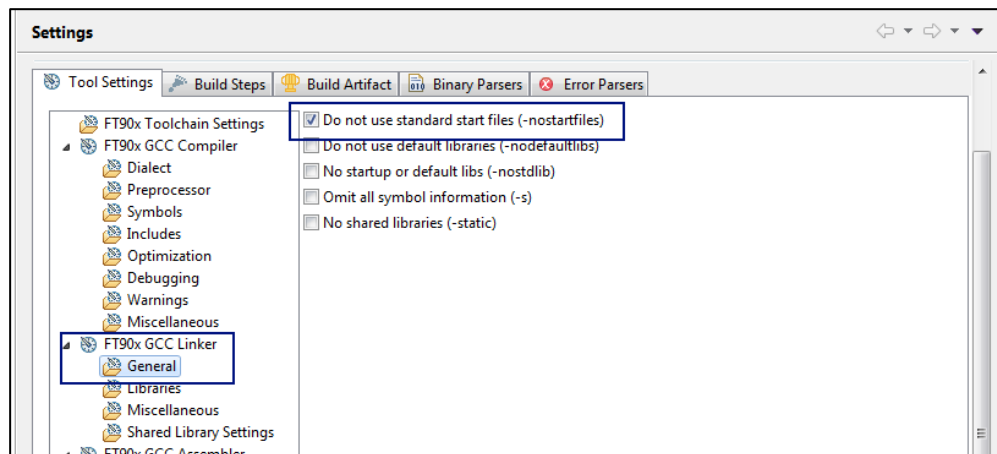 Settings
Tool Settings Build Steps Build Artifact Binary Parsers Error Parsers
FT90x Toolchain Settings
FT90x GCC Compiler
Dialect
Preprocessor
Symbols
Includes
Optimization
Debugging
Warnings
Miscellaneous
FT90x GCC Linker
General
Libraries
Miscellaneous
Shared Library Settings
FT90x GCC Assembler
Do not use standard start files (-nostartfiles)
Do not use default libraries (-nodefaultlibs)
No startup or default libs (-nostdlib)
Omit all symbol information (-s)
No shared libraries (-static)